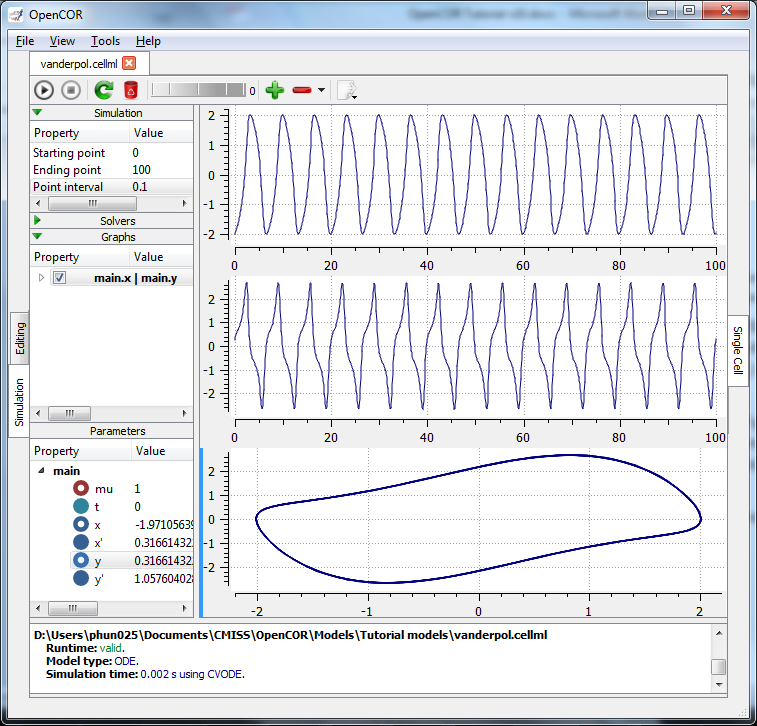 OpenCOR
File View Tools Help
vanderpol.cellml
0
Simulation
Property Value
Starting point 0
Ending point 100
Point interval 0.1
Solvers
Graphs
Property Value
main.x | main.y
Parameters
Property Value
main
mu 1
t 0
x -1.97105639
x' 0.31661432
y 0.31661432
y' 1.05760402
Editing
Simulation
2
1
0
-1
-2
0 20 40 60 80 100
2
1
0
-1
-2
0 20 40 60 80 100
2
1
0
-1
-2
-2 -1 0 1 2
Single Cell
D:\Users\phun025\Documents\CMISS\OpenCOR\Models\Tutorial models\vanderpol.cellml
Runtime: valid.
Model type: ODE.
Simulation time: 0.002 s using CVODE.